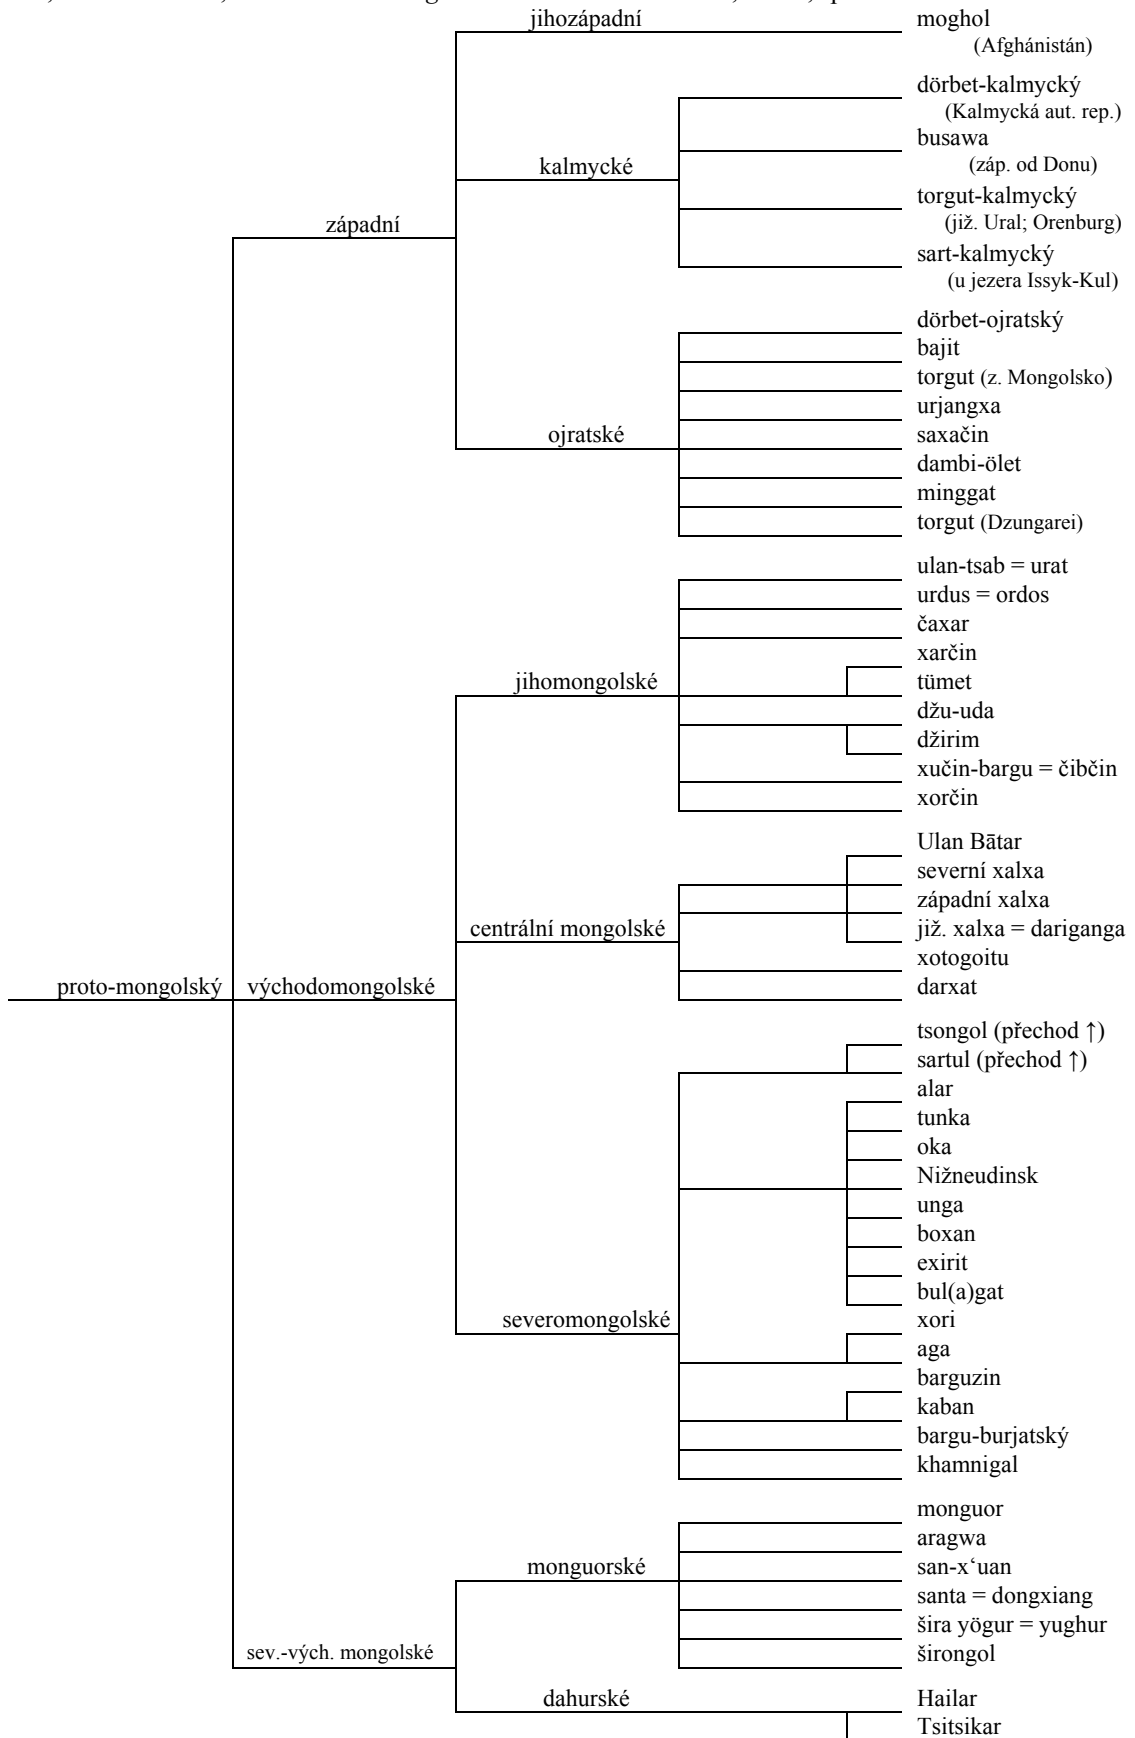 jihozápadní moghol
(Afghánistán)
dörbet-kalmycký
(Kalmycká aut. rep.)
busawa
kalmycké (záp. od Donu)
torgut-kalmycký
západní (již. Ural; Orenburg)
sart-kalmycký
(u jezera Issyk-Kul)
dörbet-ojratský
bajit
torgut (z. Mongolsko)
urjangxa
ojratské saxačin
dambi-ölet
minggat
torgut (Dzungarei)
ulan-tsab = urat
urdus = ordos
čaxar
xarčin
jihomongolské tümet
džu-uda
džirim
xučin-bargu = čibčin
xorčin
Ulan Bātar
severní xalxa
západní xalxa
centrální mongolské již. xalxa = dariganga
xotogoitu
proto-mongolský východomongolské darxat
tsongol (přechod ↑)
sartul (přechod ↑)
alar
tunka
oka
Nižneudinsk
unga
boxan
exirit
bul(a)gat
severomongolské xori
aga
barguzin
kaban
bargu-burjatský
khamnigal
monguor
aragwa
monguorské san-x‘uan
santa = dongxiang
šira yögur = yughur
sev.-vých. mongolské širongol
dahurské Hailar
Tsitsikar